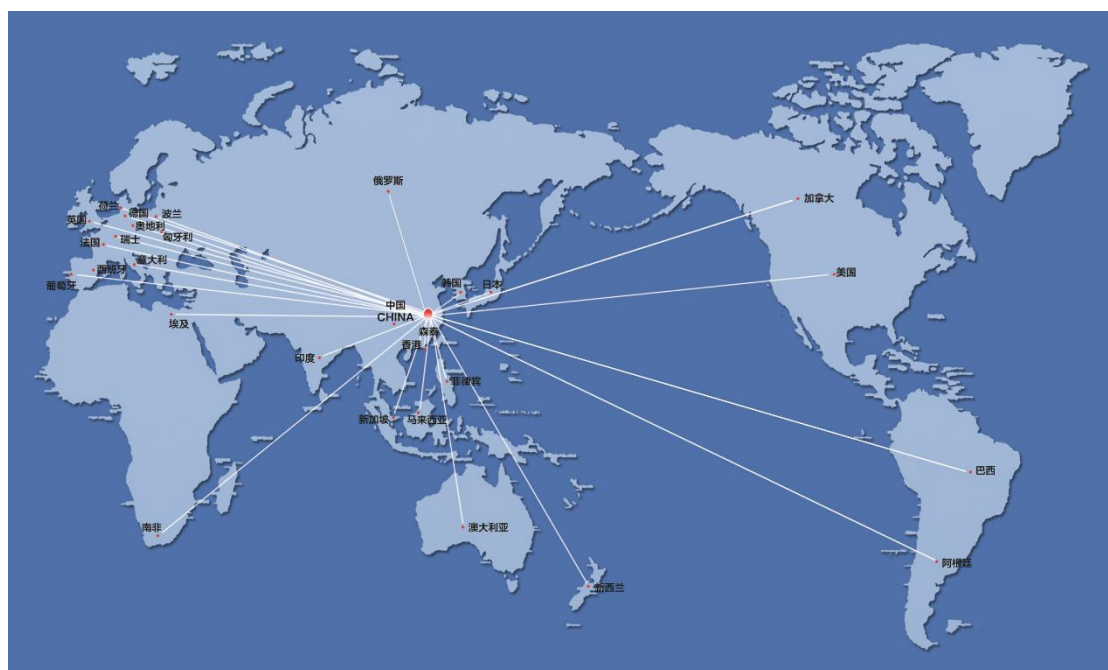 俄罗斯
加拿大
荷兰
德国
波兰
英国
奥地利
匈牙利
瑞士
法国
意大利
西班牙
葡萄牙
韩国
日本
美国
中国
CHINA
埃及
森泰
香港
印度
菲律宾
新加坡
马来西亚
巴西
南非
澳大利亚
阿根廷
新西兰